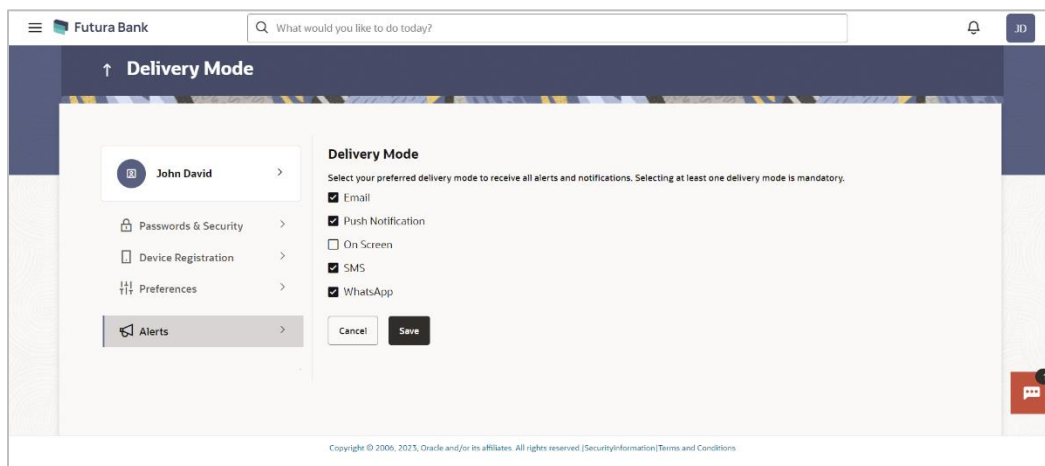 Futura Bank
What would you like to do today?
JD
↑ Delivery Mode
John David
Passwords & Security
Device Registration
Preferences
Alerts
Delivery Mode
Select your preferred delivery mode to receive all alerts and notifications. Selecting at least one delivery mode is mandatory.
Email
Push Notification
On Screen
SMS
WhatsApp
Cancel
Save
Copyright © 2006, 2023, Oracle and/or its affiliates. All rights reserved.|SecurityInformation|Terms and Conditions